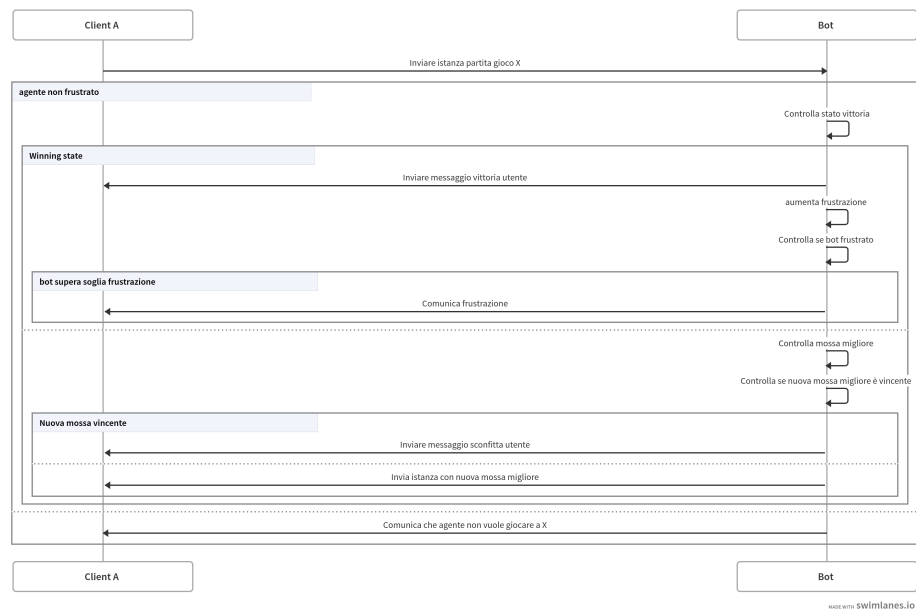 Client A
Bot
Inviare istanza partita gioco X
agente non frustrato
Controlla stato vittoria
Winning state
Inviare messaggio vittoria utente
aumenta frustrazione
Controlla se bot frustrato
bot supera soglia frustrazione
Comunica frustrazione
Controlla mossa migliore
Controlla se nuova mossa migliore è vincente
Nuova mossa vincente
Inviare messaggio sconfitta utente
Invia istanza con nuova mossa migliore
Comunica che agente non vuole giocare a X
Client A
Bot
MADE WITH swimlanes.io